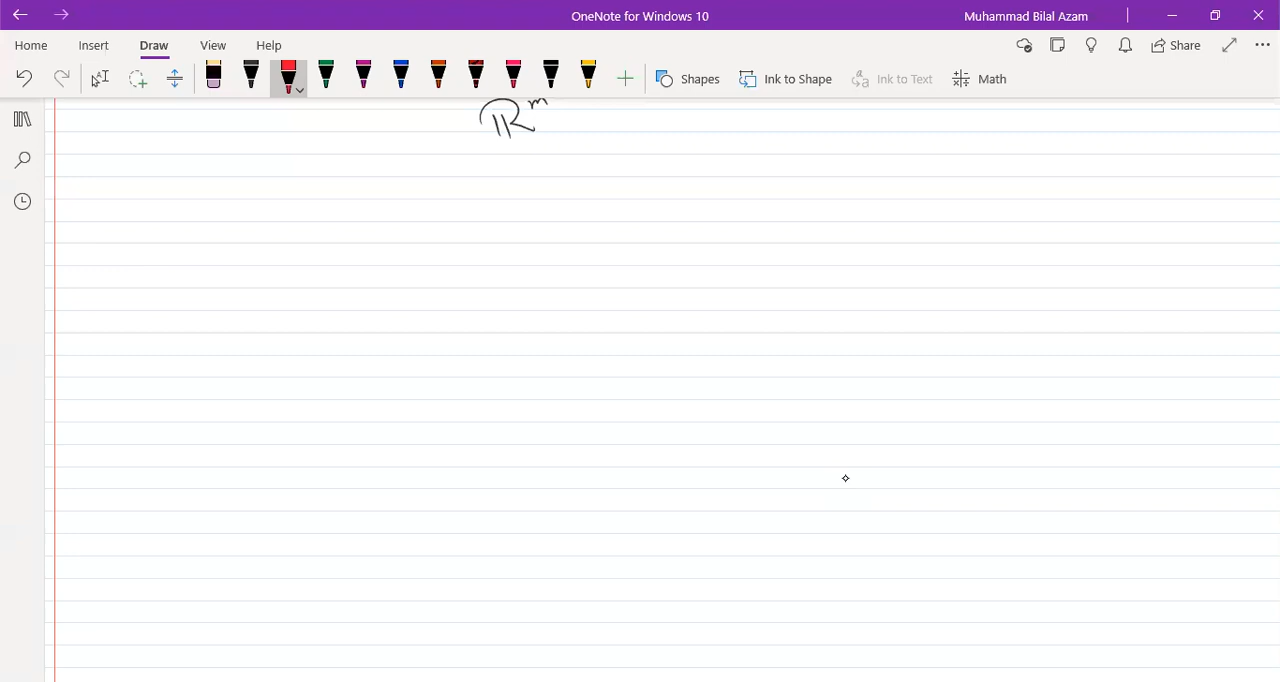 OneNote for Windows 10
Muhammad Bilal Azam
Home Insert Draw View Help
Share
Shapes Ink to Shape Ink to Text Math
ℝᵐ